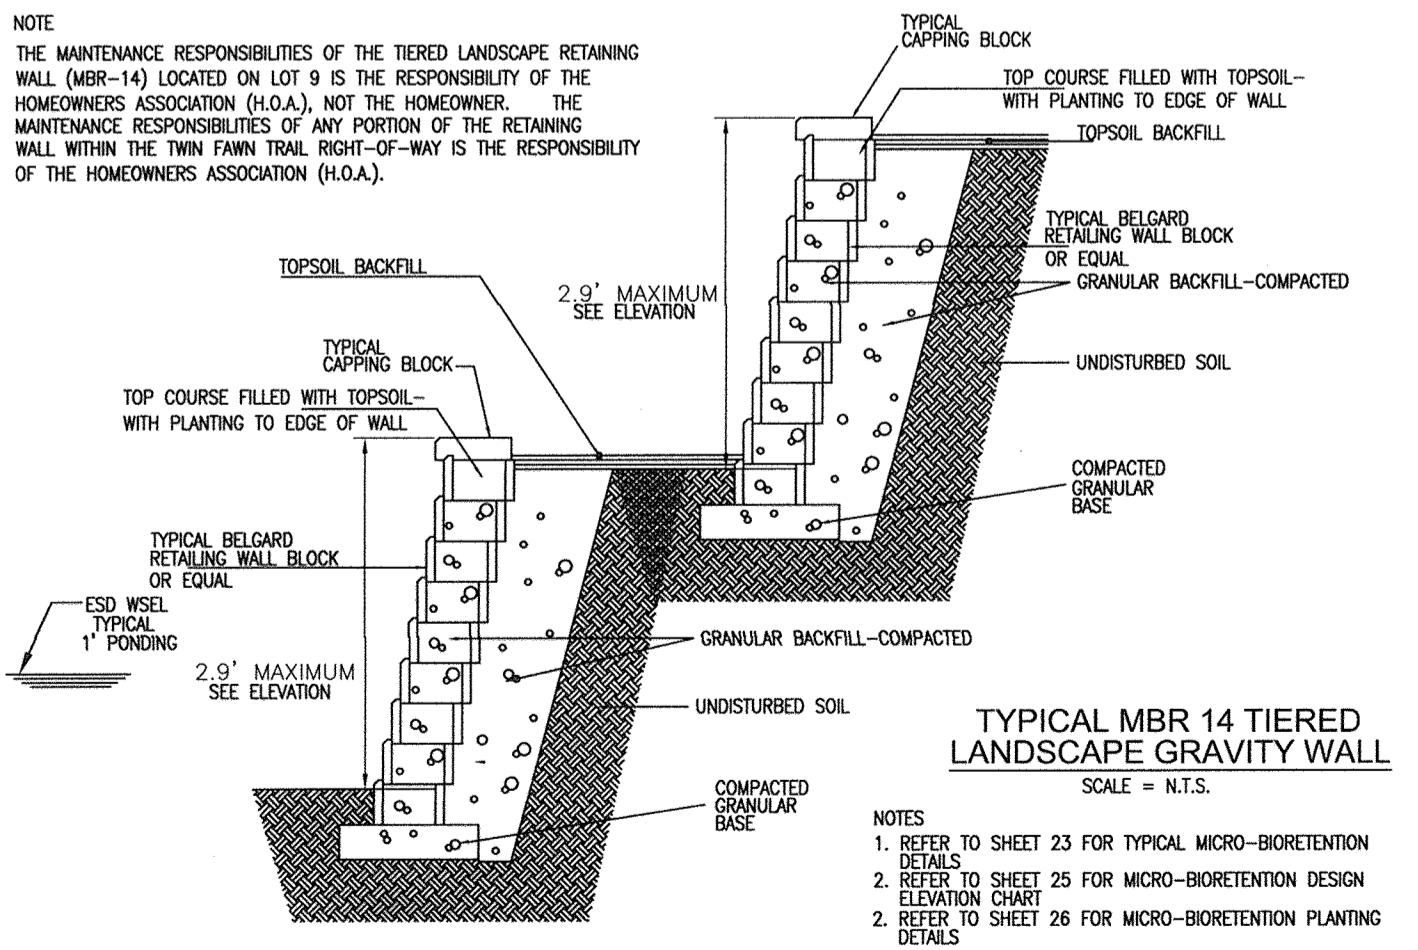 NOTE
THE MAINTENANCE RESPONSIBILITIES OF THE TIERED LANDSCAPE RETAINING
WALL (MBR-14) LOCATED ON LOT 9 IS THE RESPONSIBILITY OF THE
HOMEOWNERS ASSOCIATION (H.O.A.), NOT THE HOMEOWNER. THE
MAINTENANCE RESPONSIBILITIES OF ANY PORTION OF THE RETAINING
WALL WITHIN THE TWIN FAWN TRAIL RIGHT-OF-WAY IS THE RESPONSIBILITY
OF THE HOMEOWNERS ASSOCIATION (H.O.A.).
TYPICAL
CAPPING BLOCK
TOP COURSE FILLED WITH TOPSOIL-
WITH PLANTING TO EDGE OF WALL
TOPSOIL BACKFILL
TYPICAL BELGARD
RETAILING WALL BLOCK
OR EQUAL
GRANULAR BACKFILL-COMPACTED
2.9' MAXIMUM
SEE ELEVATION
UNDISTURBED SOIL
COMPACTED
GRANULAR
BASE
TOPSOIL BACKFILL
TYPICAL
CAPPING BLOCK
TOP COURSE FILLED WITH TOPSOIL-
WITH PLANTING TO EDGE OF WALL
TYPICAL BELGARD
RETAILING WALL BLOCK
OR EQUAL
ESD WSEL
TYPICAL
1' PONDING
2.9' MAXIMUM
SEE ELEVATION
GRANULAR BACKFILL-COMPACTED
UNDISTURBED SOIL
COMPACTED
GRANULAR
BASE
TYPICAL MBR 14 TIERED
LANDSCAPE GRAVITY WALL
SCALE = N.T.S.
NOTES
1. REFER TO SHEET 23 FOR TYPICAL MICRO-BIORETENTION
DETAILS
2. REFER TO SHEET 25 FOR MICRO-BIORETENTION DESIGN
ELEVATION CHART
2. REFER TO SHEET 26 FOR MICRO-BIORETENTION PLANTING
DETAILS